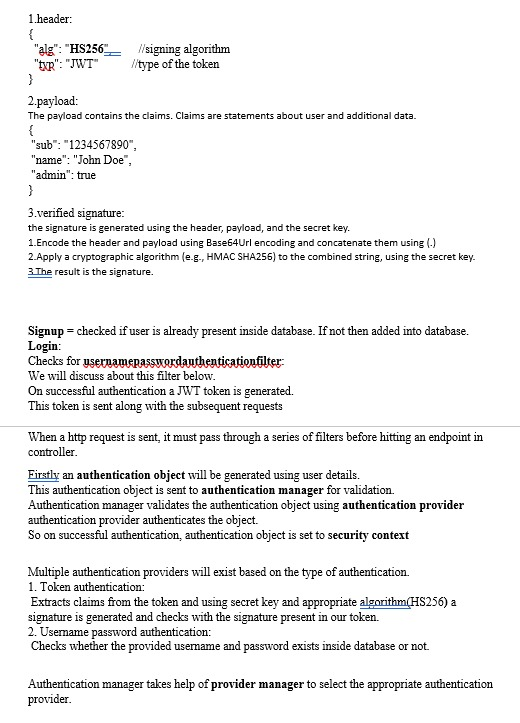 1.header:
{
"alg": "HS256", //signing algorithm
"typ": "JWT" //type of the token
}
2.payload:
The payload contains the claims. Claims are statements about user and additional data.
{
"sub": "1234567890",
"name": "John Doe",
"admin": true
}
3.verified signature:
the signature is generated using the header, payload, and the secret key.
1.Encode the header and payload using Base64Url encoding and concatenate them using (.)
2.Apply a cryptographic algorithm (e.g., HMAC SHA256) to the combined string, using the secret key.
3.The result is the signature.
Signup = checked if user is already present inside database. If not then added into database.
Login:
Checks for usernamepasswordauthenticationfilter:
We will discuss about this filter below.
On successful authentication a JWT token is generated.
This token is sent along with the subsequent requests
When a http request is sent, it must pass through a series of filters before hitting an endpoint in
controller.
Firstly an authentication object will be generated using user details.
This authentication object is sent to authentication manager for validation.
Authentication manager validates the authentication object using authentication provider
authentication provider authenticates the object.
So on successful authentication, authentication object is set to security context
Multiple authentication providers will exist based on the type of authentication.
1. Token authentication:
Extracts claims from the token and using secret key and appropriate algorithm(HS256) a
signature is generated and checks with the signature present in our token.
2. Username password authentication:
Checks whether the provided username and password exists inside database or not.
Authentication manager takes help of provider manager to select the appropriate authentication
provider.